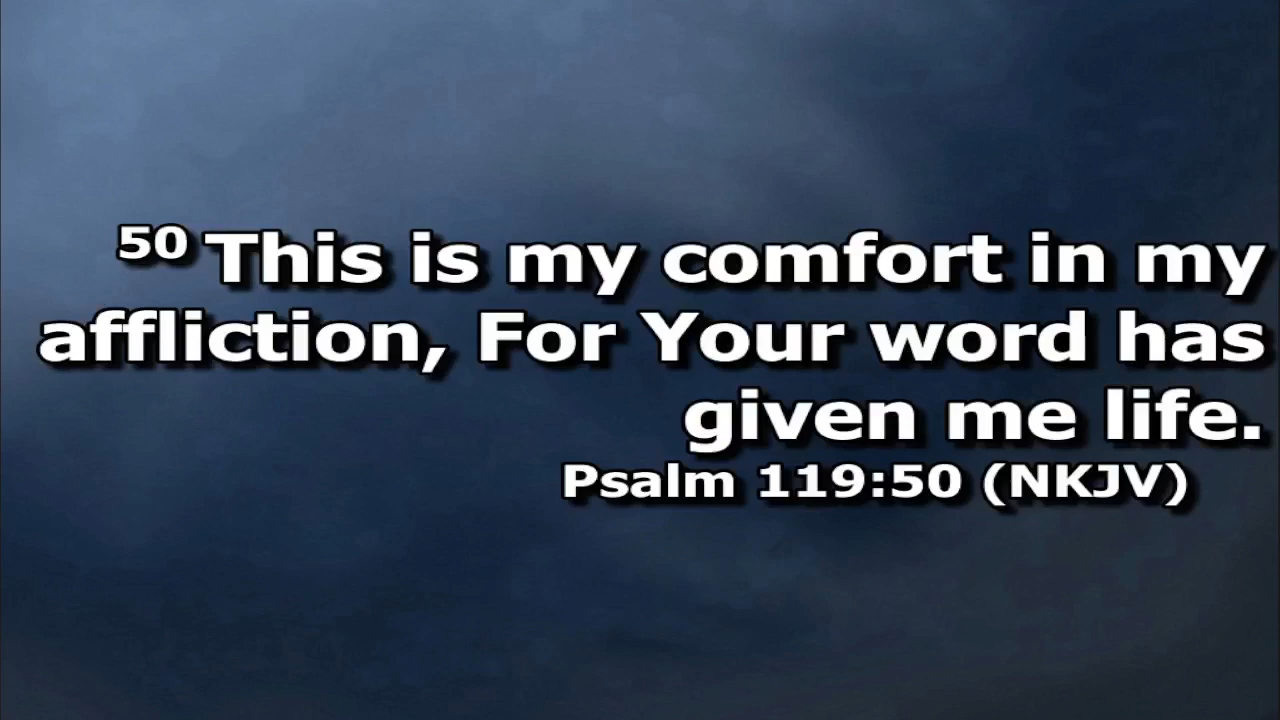 50 This is my comfort in my
affliction, For Your word has
given me life.
Psalm 119:50 (NKJV)